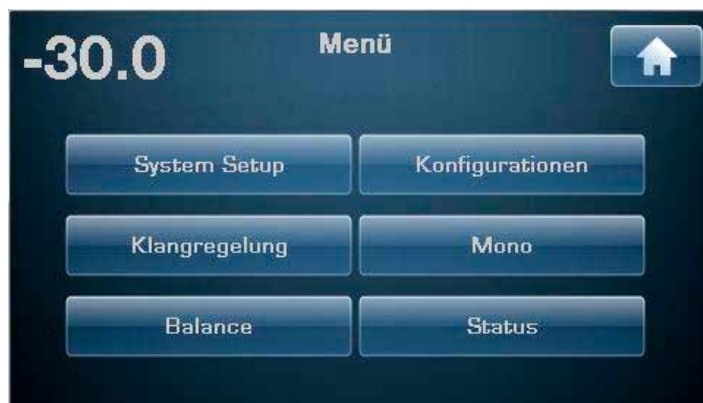 -30.0
Menü
System Setup
Konfigurationen
Klangregelung
Mono
Balance
Status